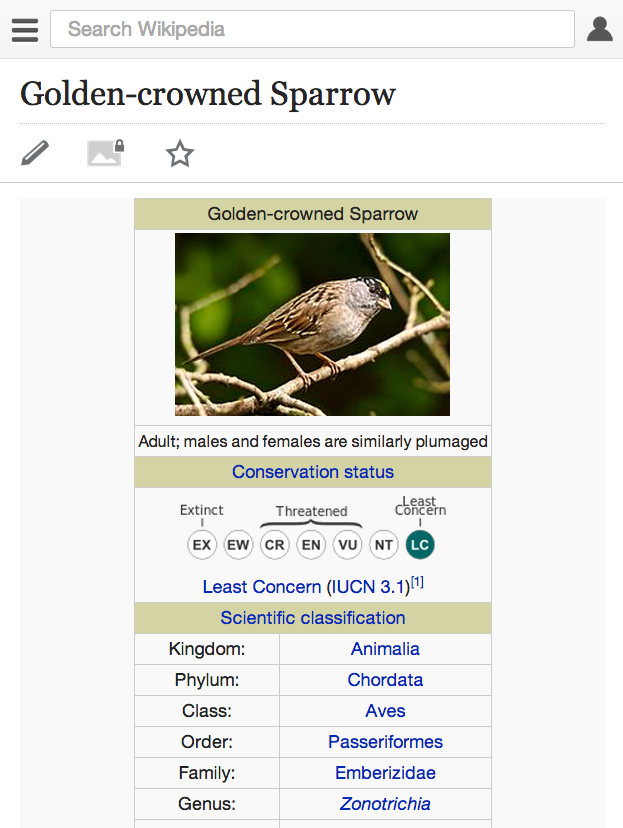 Search Wikipedia
Golden-crowned Sparrow
Golden-crowned Sparrow
Adult; males and females are similarly plumaged
Conservation status
Extinct
Threatened
Least
Concern
EX EW CR EN VU NT LC
Least Concern (IUCN 3.1)[1]
Scientific classification
Kingdom: Animalia
Phylum: Chordata
Class: Aves
Order: Passeriformes
Family: Emberizidae
Genus: Zonotrichia